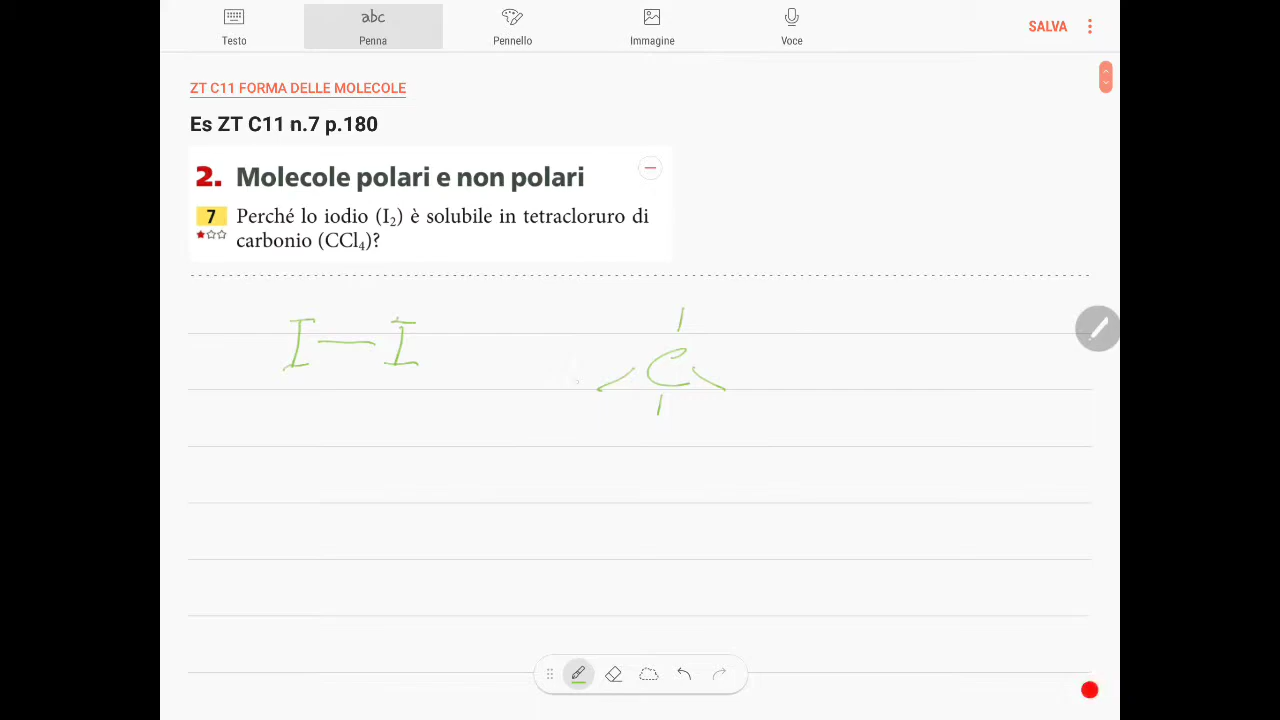 Testo
abc
Penna
Pennello
Immagine
Voce
SALVA
ZT C11 FORMA DELLE MOLECOLE
Es ZT C11 n.7 p.180
2. Molecole polari e non polari
7 Perché lo iodio (I₂) è solubile in tetracloruro di
carbonio (CCl₄)?
I—I
C